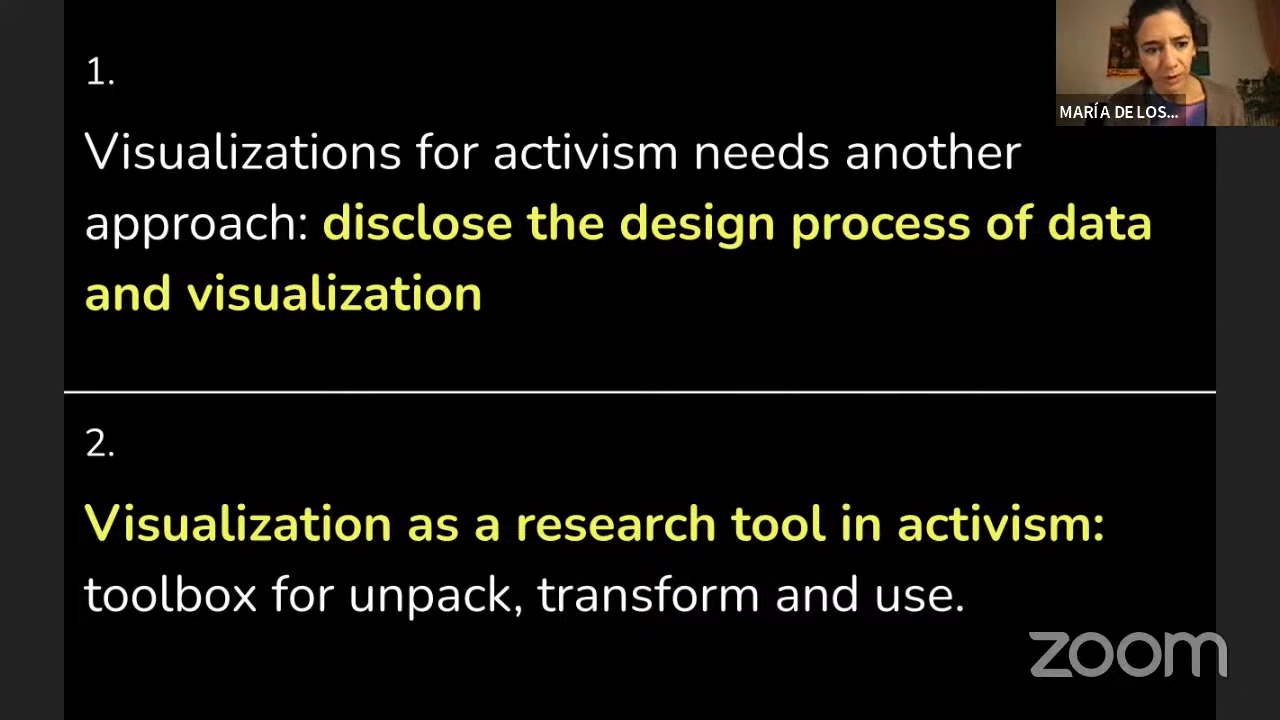 1.
MARÍA DE LOS...
Visualizations for activism needs another
approach: disclose the design process of data
and visualization
2.
Visualization as a research tool in activism:
toolbox for unpack, transform and use.
zoom